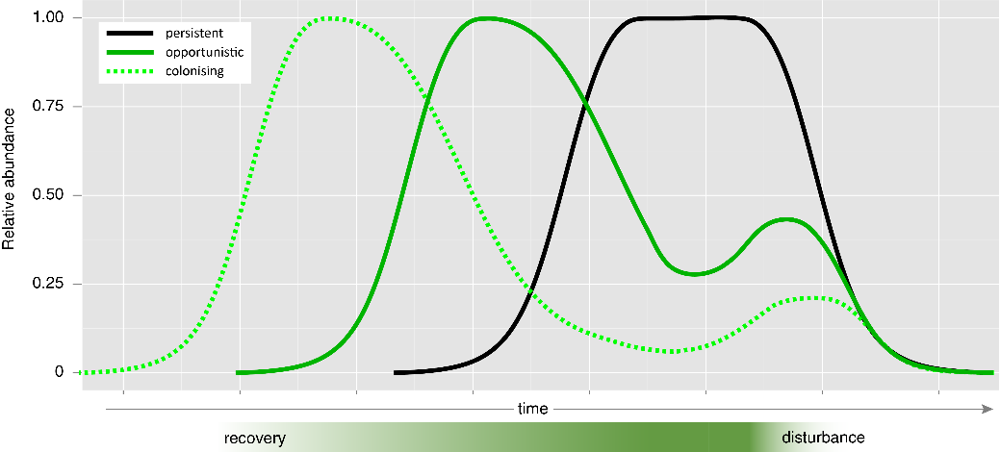 1.00
0.75
0.50
0.25
0
Relative abundance
persistent
opportunistic
colonising
time
recovery
disturbance